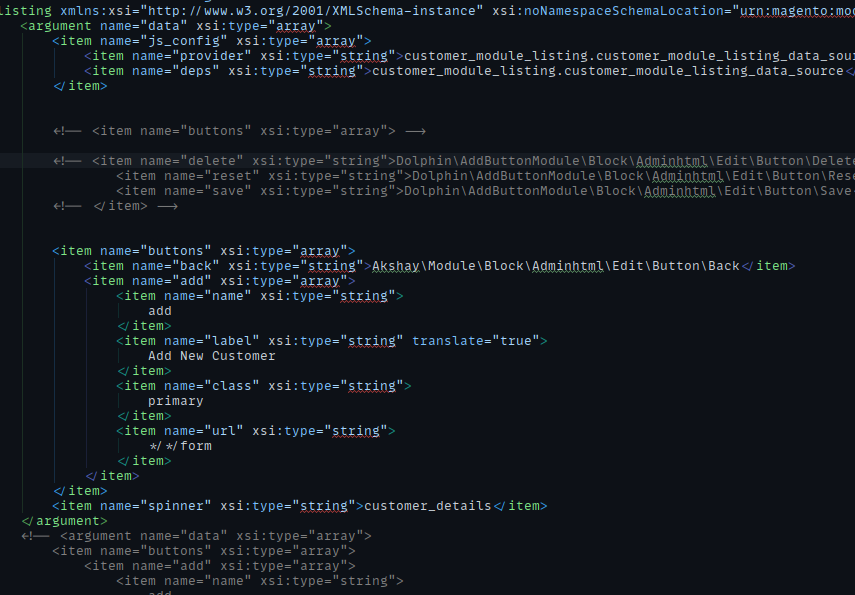 listing xmlns:xsi="http://www.w3.org/2001/XMLSchema-instance" xsi:noNamespaceSchemaLocation="urn:magento:mod
<argument name="data" xsi:type="array">
<item name="js_config" xsi:type="array">
<item name="provider" xsi:type="string">customer_module_listing.customer_module_listing_data_sour
<item name="deps" xsi:type="string">customer_module_listing.customer_module_listing_data_source</
</item>
<!-- <item name="buttons" xsi:type="array"> -->
<!-- <item name="delete" xsi:type="string">Dolphin\AddButtonModule\Block\Adminhtml\Edit\Button\Delete
<item name="reset" xsi:type="string">Dolphin\AddButtonModule\Block\Adminhtml\Edit\Button\Rese
<item name="save" xsi:type="string">Dolphin\AddButtonModule\Block\Adminhtml\Edit\Button\Save
<!-- </item> -->
<item name="buttons" xsi:type="array">
<item name="back" xsi:type="string">Akshay\Module\Block\Adminhtml\Edit\Button\Back</item>
<item name="add" xsi:type="array">
<item name="name" xsi:type="string">
add
</item>
<item name="label" xsi:type="string" translate="true">
Add New Customer
</item>
<item name="class" xsi:type="string">
primary
</item>
<item name="url" xsi:type="string">
*/*/form
</item>
</item>
</item>
<item name="spinner" xsi:type="string">customer_details</item>
</argument>
<!-- <argument name="data" xsi:type="array">
<item name="buttons" xsi:type="array">
<item name="add" xsi:type="array">
<item name="name" xsi:type="string">
add